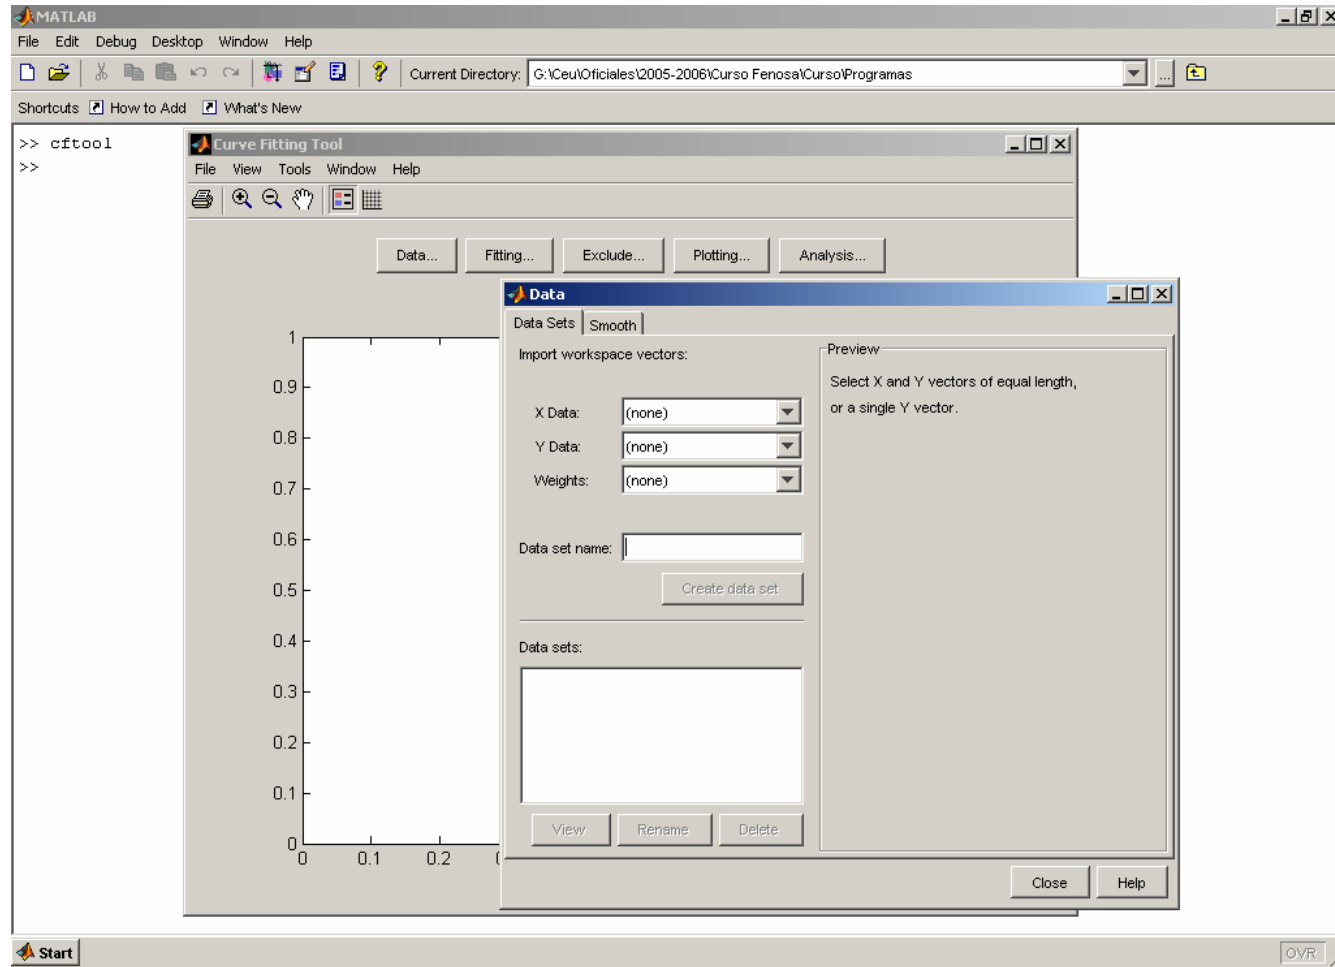 MATLAB
File Edit Debug Desktop Window Help
Current Directory: G:\Ceu\Oficiales\2005-2006\Curso Fenosa\Curso\Programas
...
Shortcuts How to Add What's New
>> cftool
>>
Curve Fitting Tool
File View Tools Window Help
Data... Fitting... Exclude... Plotting... Analysis...
1
0.9
0.8
0.7
0.6
0.5
0.4
0.3
0.2
0.1
0
0 0.1 0.2
Data
Data Sets Smooth
Import workspace vectors:
X Data: (none)
Y Data: (none)
Weights: (none)
Data set name:
Create data set
Data sets:
View Rename Delete
Preview
Select X and Y vectors of equal length,
or a single Y vector.
Close Help
Start
OVR